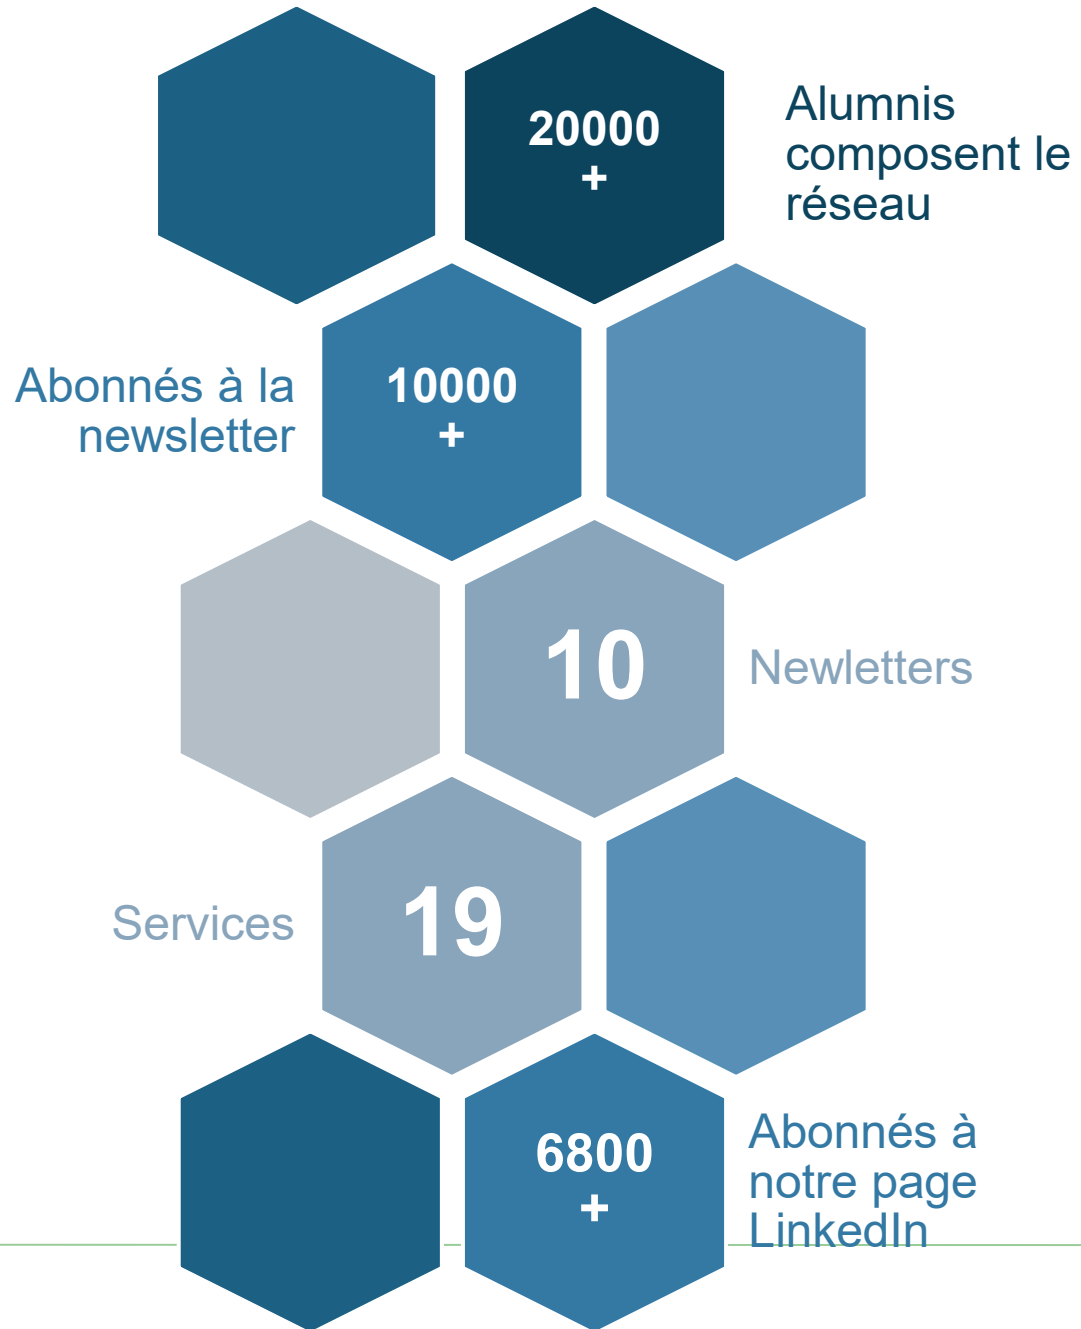 20000
+
Alumnis
composent le
réseau
Abonnés à la
newsletter
10000
+
10
Newletters
Services
19
6800
+
Abonnés à
notre page
LinkedIn